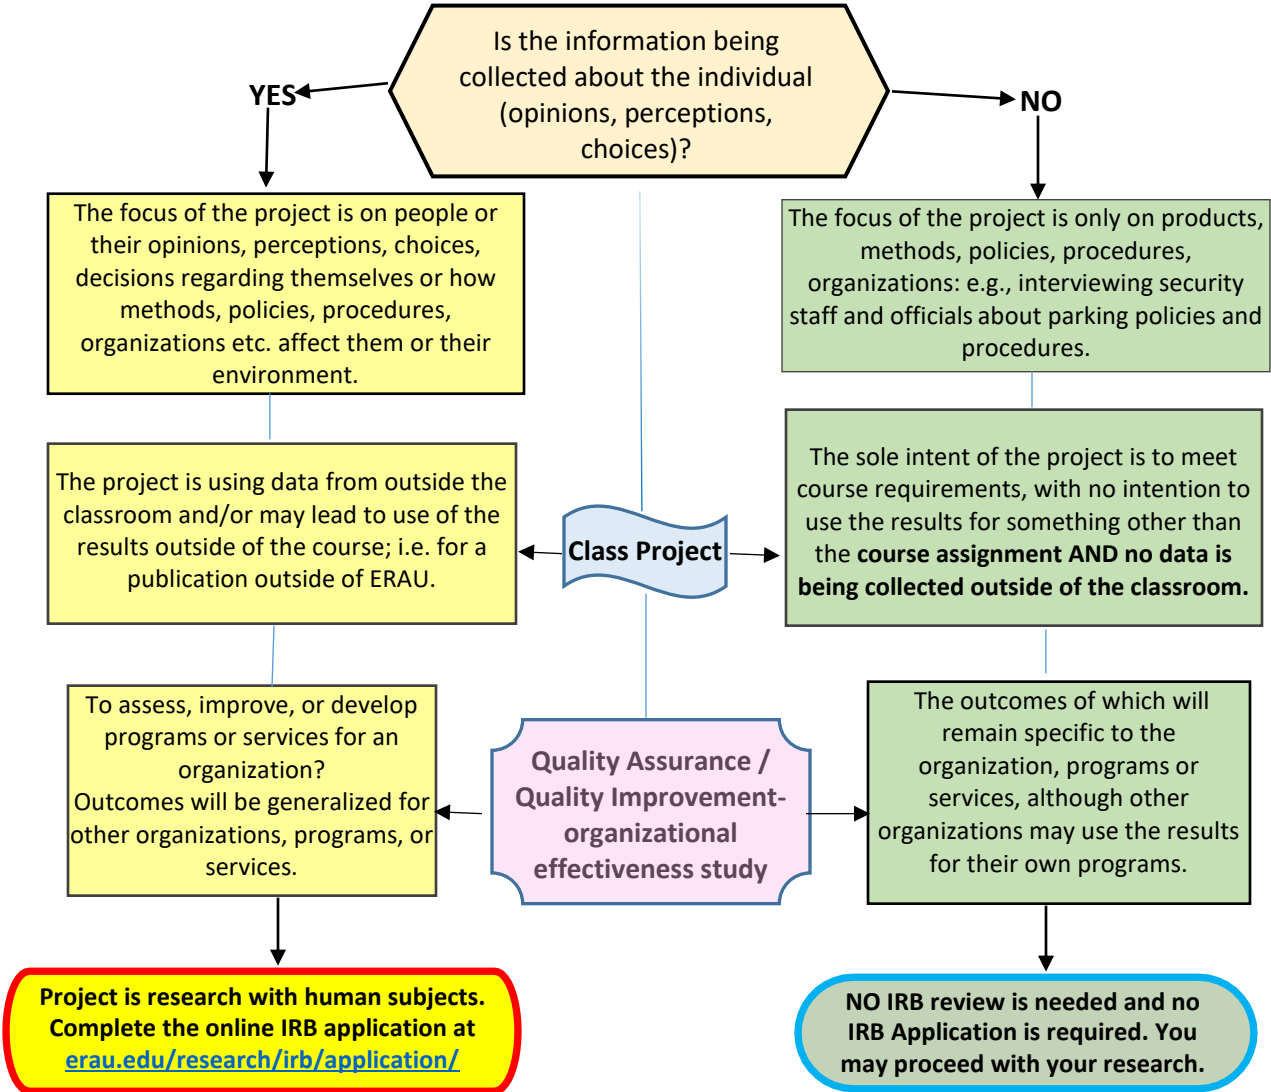 Is the information being
collected about the individual
(opinions, perceptions,
choices)?
YES
NO
The focus of the project is on people or
their opinions, perceptions, choices,
decisions regarding themselves or how
methods, policies, procedures,
organizations etc. affect them or their
environment.
The focus of the project is only on products,
methods, policies, procedures,
organizations: e.g., interviewing security
staff and officials about parking policies and
procedures.
The project is using data from outside the
classroom and/or may lead to use of the
results outside of the course; i.e. for a
publication outside of ERAU.
Class Project
The sole intent of the project is to meet
course requirements, with no intention to
use the results for something other than
the course assignment AND no data is
being collected outside of the classroom.
To assess, improve, or develop
programs or services for an
organization?
Outcomes will be generalized for
other organizations, programs, or
services.
Quality Assurance /
Quality Improvement-
organizational
effectiveness study
The outcomes of which will
remain specific to the
organization, programs or
services, although other
organizations may use the results
for their own programs.
Project is research with human subjects.
Complete the online IRB application at
erau.edu/research/irb/application/
NO IRB review is needed and no
IRB Application is required. You
may proceed with your research.